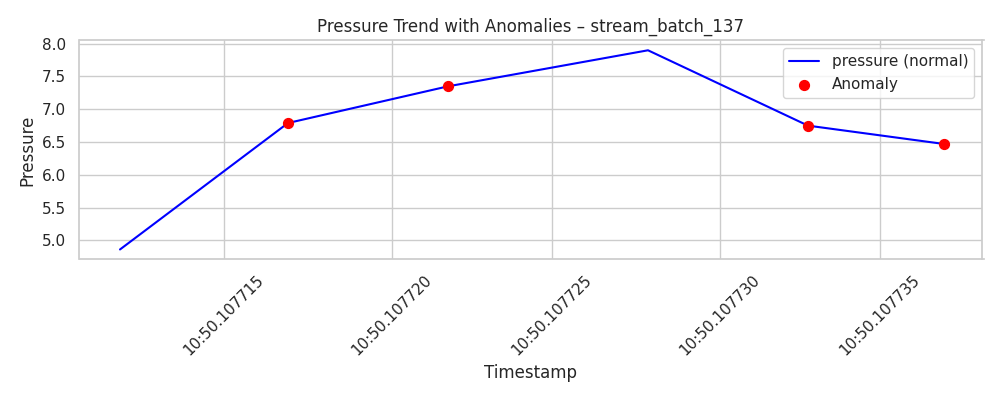 Pressure Trend with Anomalies – stream_batch_137
8.0
7.5
7.0
6.5
6.0
5.5
5.0
Pressure
pressure (normal)
Anomaly
10:50.107715
10:50.107720
10:50.107725
10:50.107730
10:50.107735
Timestamp